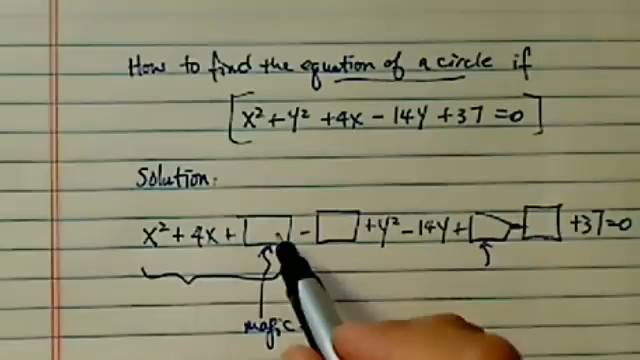 How to find the equation of a circle if
[x² + y² + 4x - 14y + 37 = 0]
Solution:
x² + 4x + □ - □ + y² - 14y + □ - □ + 37 = 0
magic